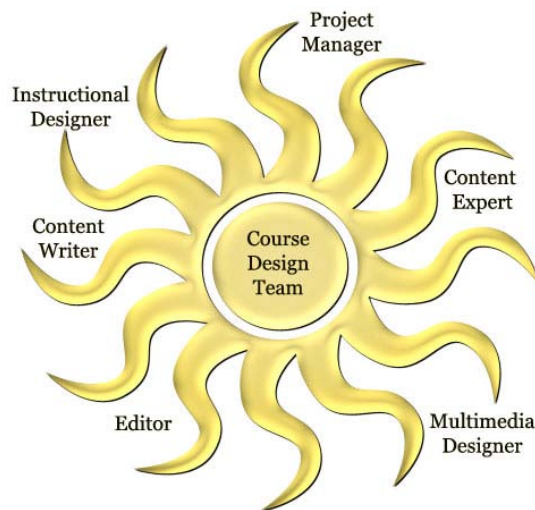 Project
Manager
Instructional
Designer
Content
Expert
Content
Writer
Course
Design
Team
Editor
Multimedia
Designer